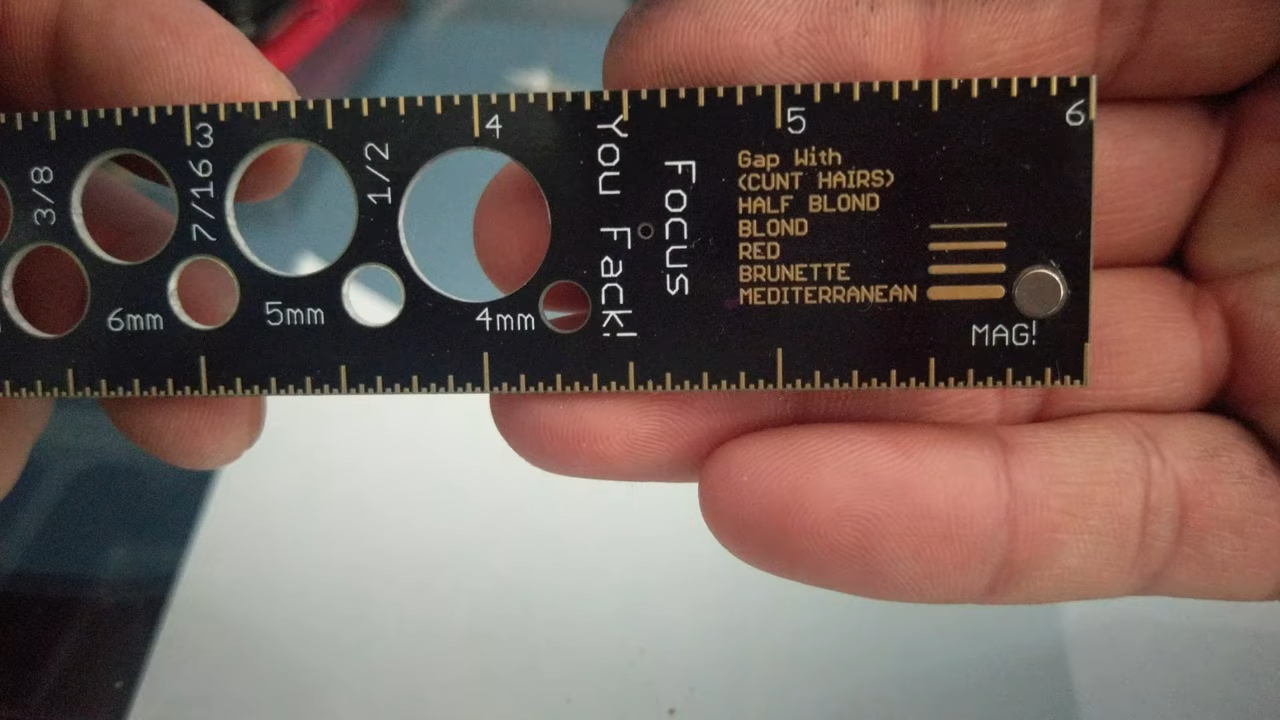 3
4
5
6
3/8
7/16
1/2
6mm
5mm
4mm
Focus
You Fack!
Gap With
(CUNT HAIRS)
HALF BLOND
BLOND
RED
BRUNETTE
MEDITERRANEAN
MAG!